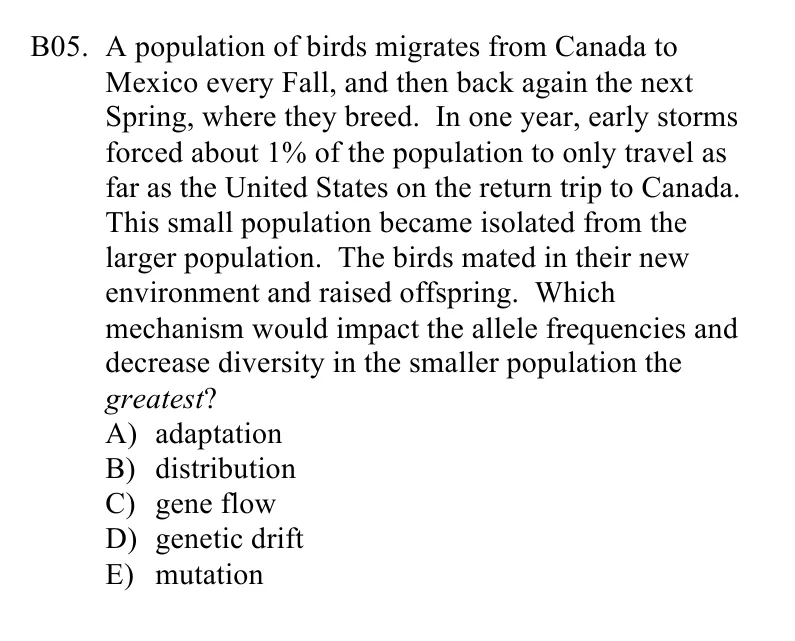 B05. A population of birds migrates from Canada to
Mexico every Fall, and then back again the next
Spring, where they breed. In one year, early storms
forced about 1% of the population to only travel as
far as the United States on the return trip to Canada.
This small population became isolated from the
larger population. The birds mated in their new
environment and raised offspring. Which
mechanism would impact the allele frequencies and
decrease diversity in the smaller population the
greatest?
A) adaptation
B) distribution
C) gene flow
D) genetic drift
E) mutation